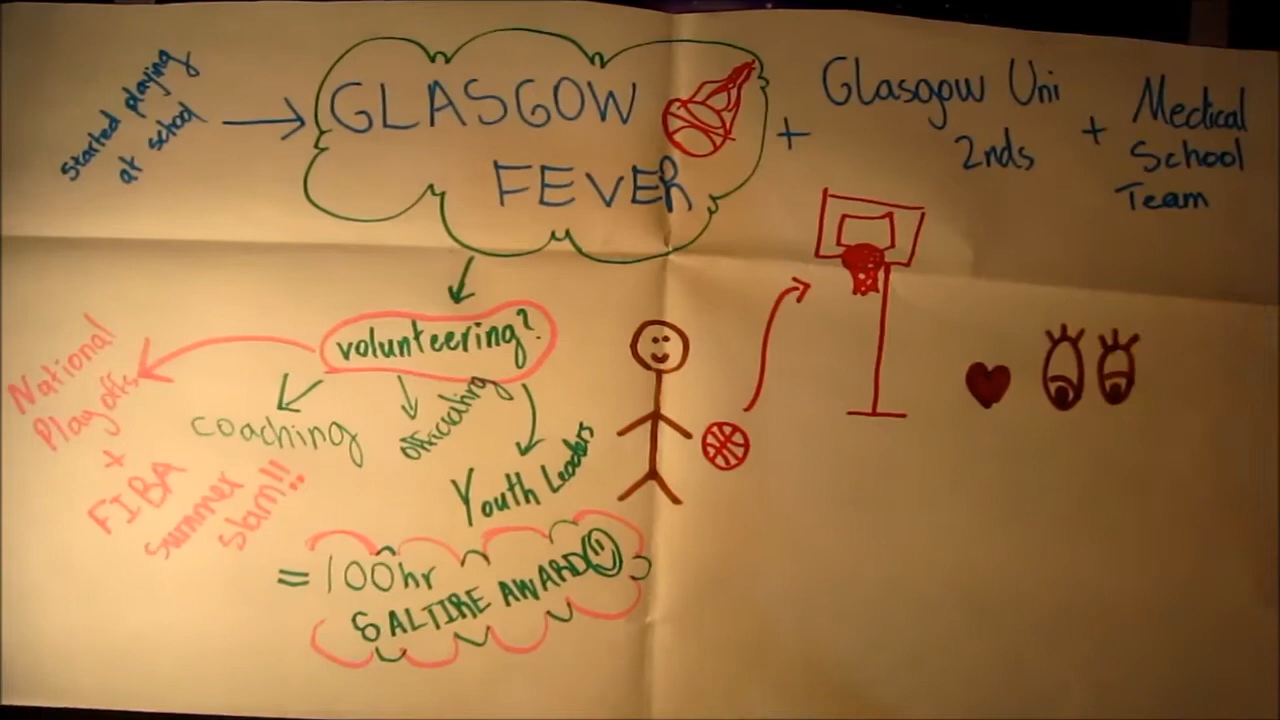 started playing
at school
GLASGOW
FEVER
+
Glasgow Uni
2nds
+
Medical
School
Team
volunteering?
National
Playoffs
+
FIBA
summer
slam!!
coaching
officiating
Youth Leaders
= 100hr
SALTIRE AWARD